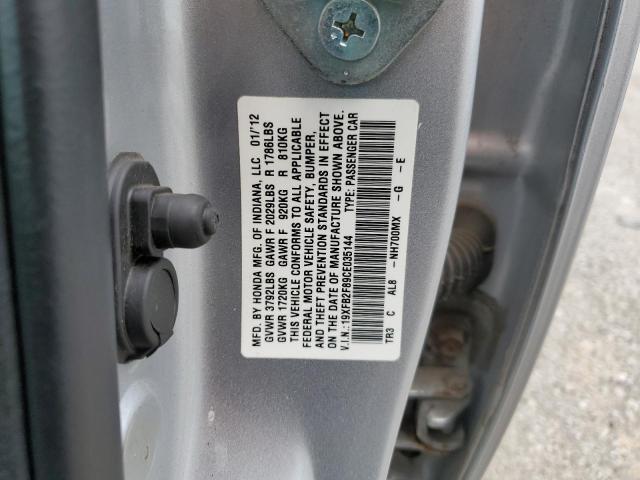 MFD. BY HONDA MFG. OF INDIANA, LLC 01/'12
GVWR 3792LBS GAWR F 2029LBS R 1786LBS
GVWR 1720KG GAWR F 920KG R 810KG
THIS VEHICLE CONFORMS TO ALL APPLICABLE
FEDERAL MOTOR VEHICLE SAFETY, BUMPER,
AND THEFT PREVENTION STANDARDS IN EFFECT
ON THE DATE OF MANUFACTURE SHOWN ABOVE.
V.I.N.: 19XFB2F89CE035144 TYPE: PASSENGER CAR
TR3 C AL8 -NH700MX -G -E